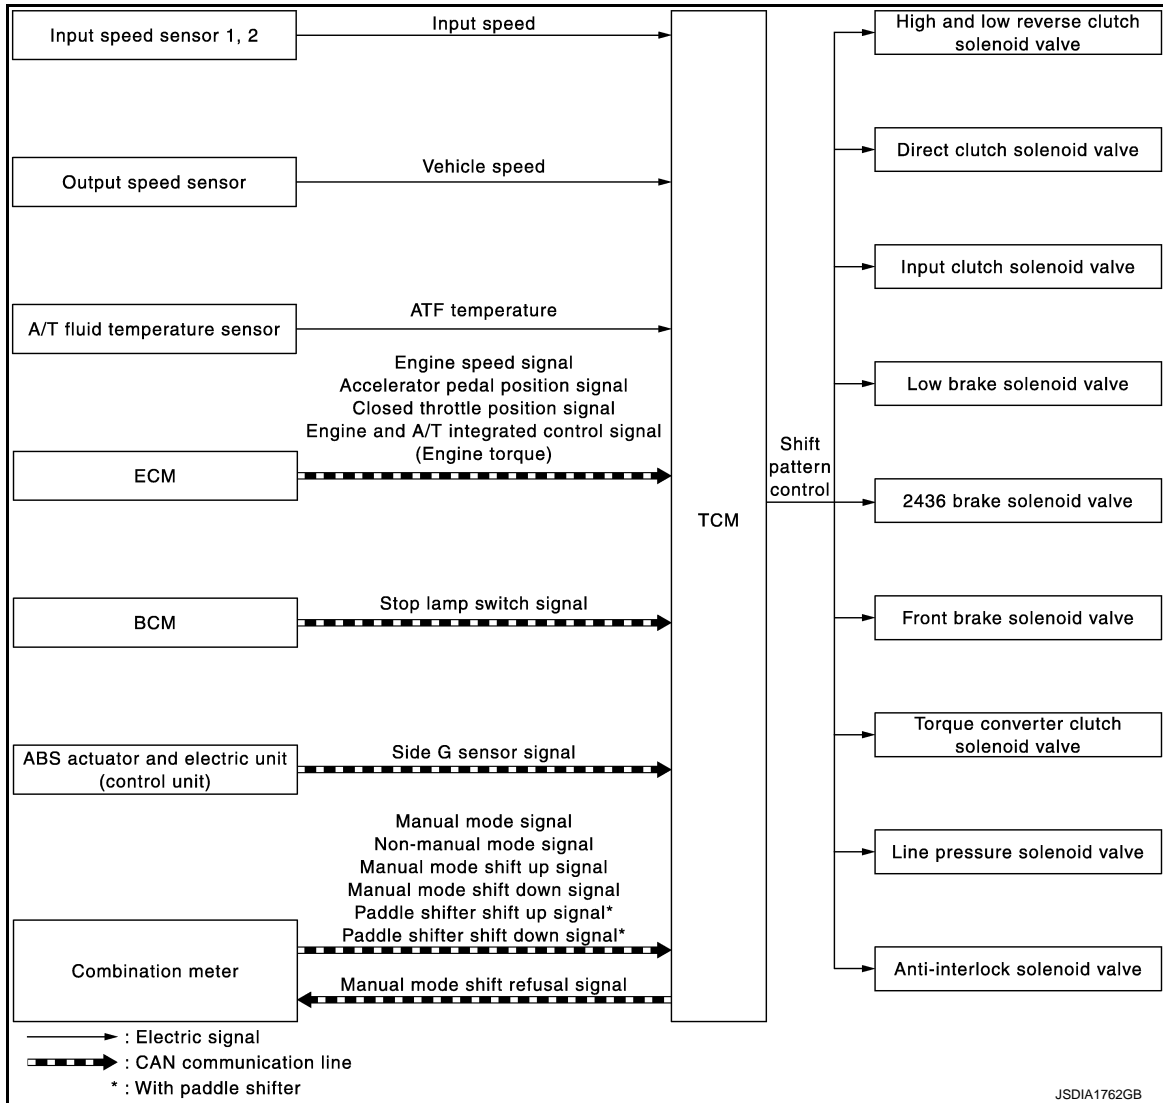 Input speed sensor 1, 2
Input speed
Output speed sensor
Vehicle speed
A/T fluid temperature sensor
ATF temperature
Engine speed signal
Accelerator pedal position signal
Closed throttle position signal
Engine and A/T integrated control signal
(Engine torque)
ECM
BCM
Stop lamp switch signal
ABS actuator and electric unit
(control unit)
Side G sensor signal
Manual mode signal
Non-manual mode signal
Manual mode shift up signal
Manual mode shift down signal
Paddle shifter shift up signal*
Paddle shifter shift down signal*
Combination meter
Manual mode shift refusal signal
TCM
Shift
pattern
control
High and low reverse clutch
solenoid valve
Direct clutch solenoid valve
Input clutch solenoid valve
Low brake solenoid valve
2436 brake solenoid valve
Front brake solenoid valve
Torque converter clutch
solenoid valve
Line pressure solenoid valve
Anti-interlock solenoid valve
: Electric signal
: CAN communication line
* : With paddle shifter
JSDIA1762GB